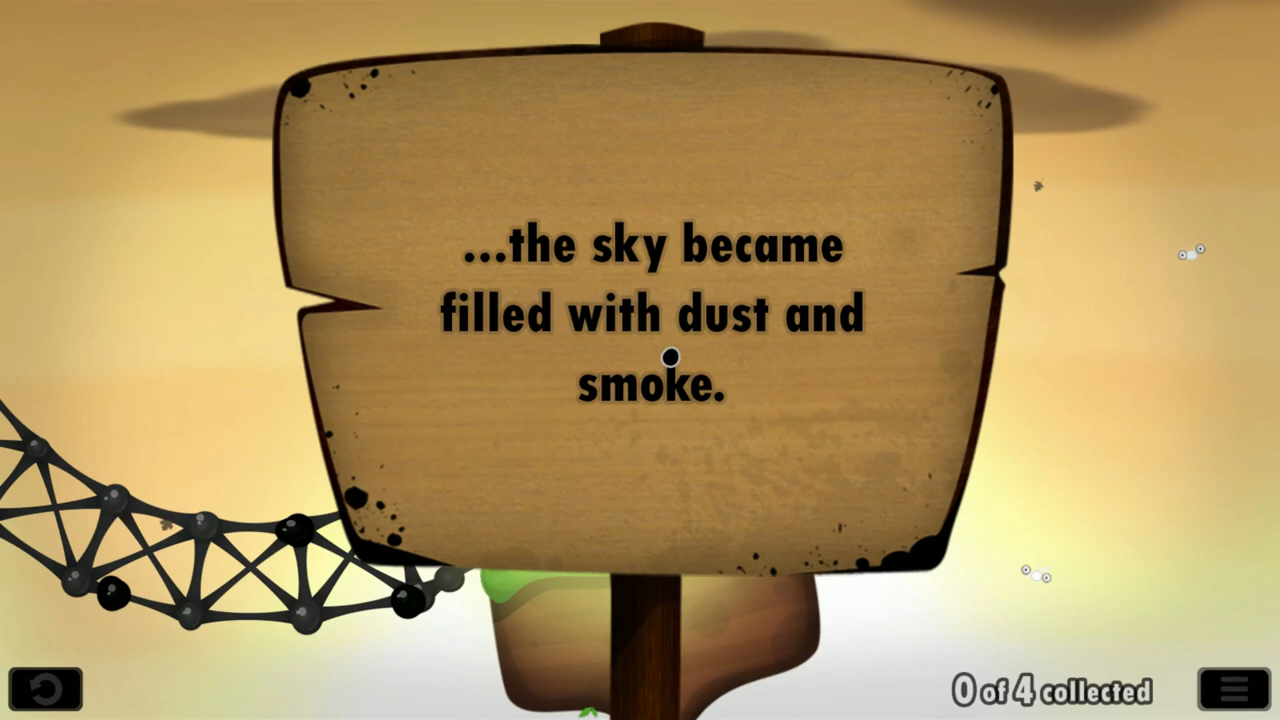 ...the sky became
filled with dust and
smoke.
0 of 4 collected